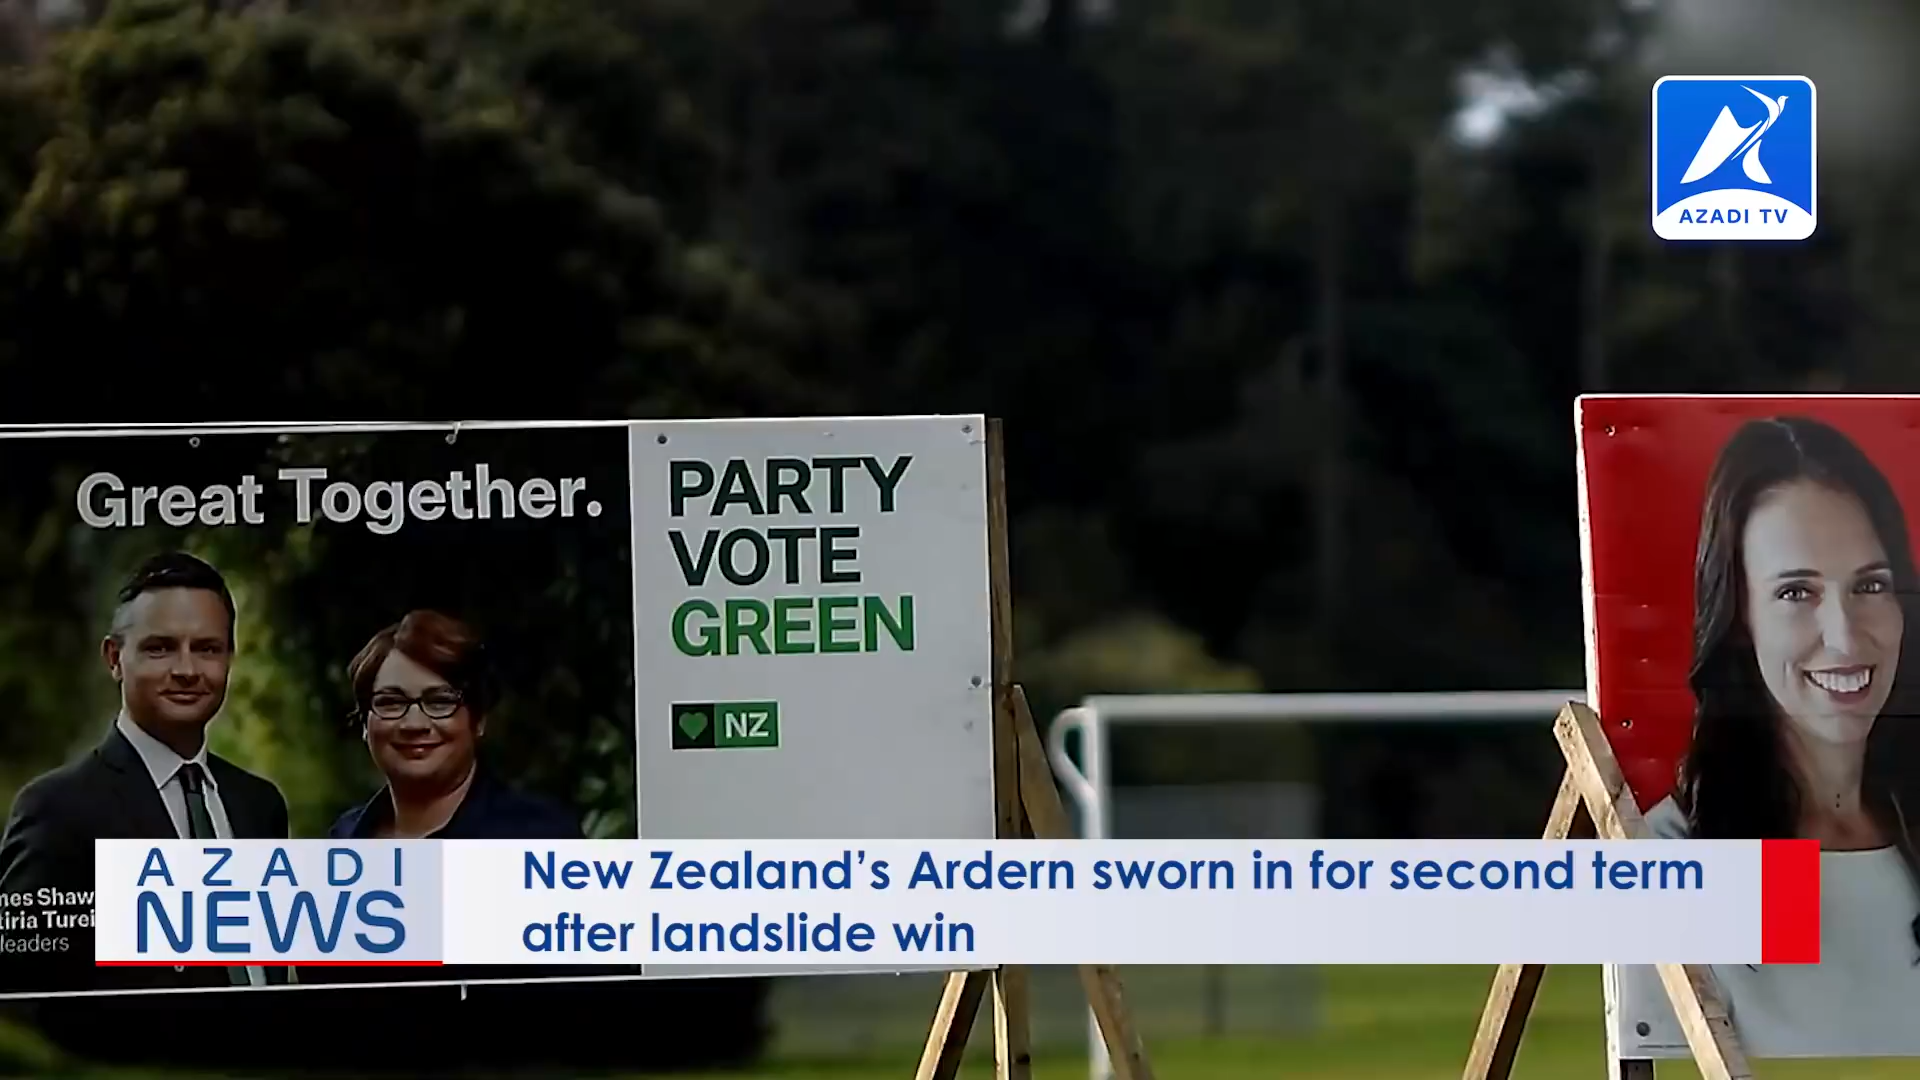 AZADI TV
Great Together.
PARTY
VOTE
GREEN
NZ
mes Shaw
tiria Turei
leaders
AZADI
NEWS
New Zealand's Ardern sworn in for second term
after landslide win